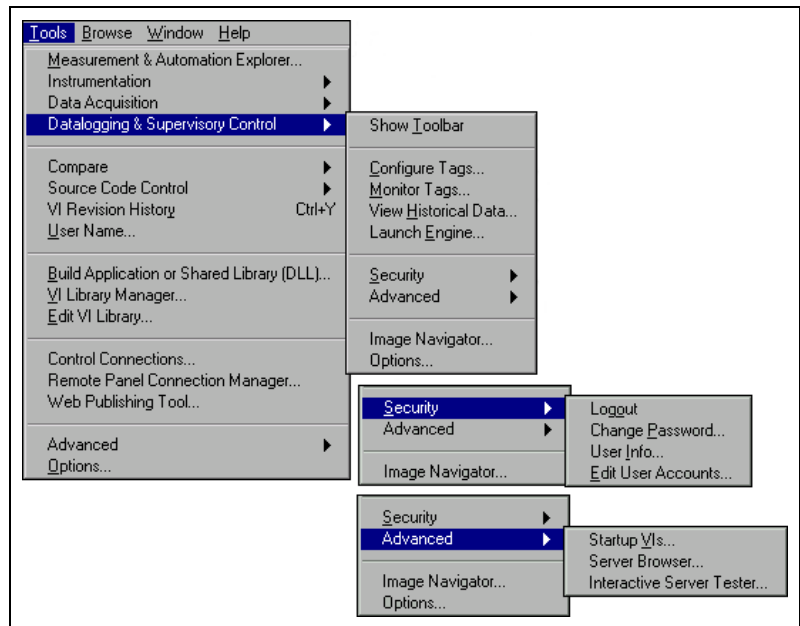 Tools Browse Window Help
Measurement & Automation Explorer...
Instrumentation
Data Acquisition
Datalogging & Supervisory Control
Compare
Source Code Control
VI Revision History Ctrl+Y
User Name...
Build Application or Shared Library (DLL)...
VI Library Manager...
Edit VI Library...
Control Connections...
Remote Panel Connection Manager...
Web Publishing Tool...
Advanced
Options...
Show Toolbar
Configure Tags...
Monitor Tags...
View Historical Data...
Launch Engine...
Security
Advanced
Image Navigator...
Options...
Security
Advanced
Image Navigator...
Logout
Change Password...
User Info...
Edit User Accounts...
Security
Advanced
Image Navigator...
Options...
Startup VIs...
Server Browser...
Interactive Server Tester...